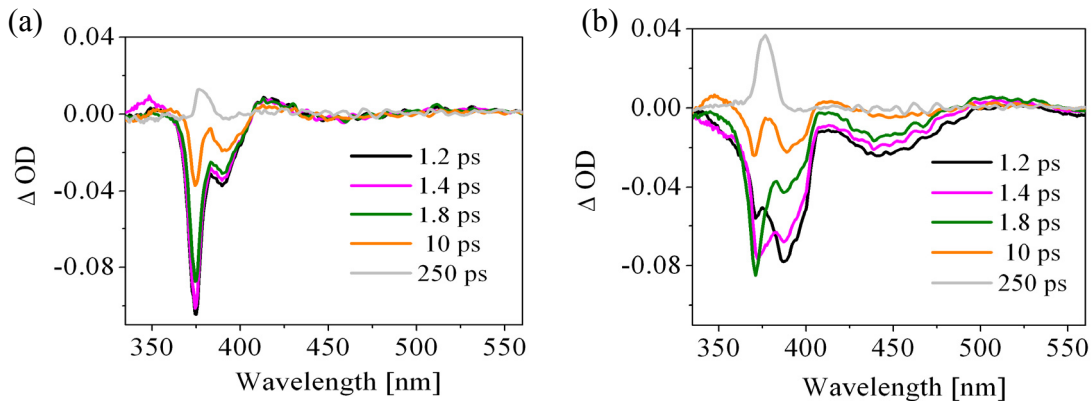 (a)
0.04
0.00
-0.04
-0.08
Δ OD
1.2 ps
1.4 ps
1.8 ps
10 ps
250 ps
350 400 450 500 550
Wavelength [nm]
(b)
0.04
0.00
-0.04
-0.08
Δ OD
1.2 ps
1.4 ps
1.8 ps
10 ps
250 ps
350 400 450 500 550
Wavelength [nm]